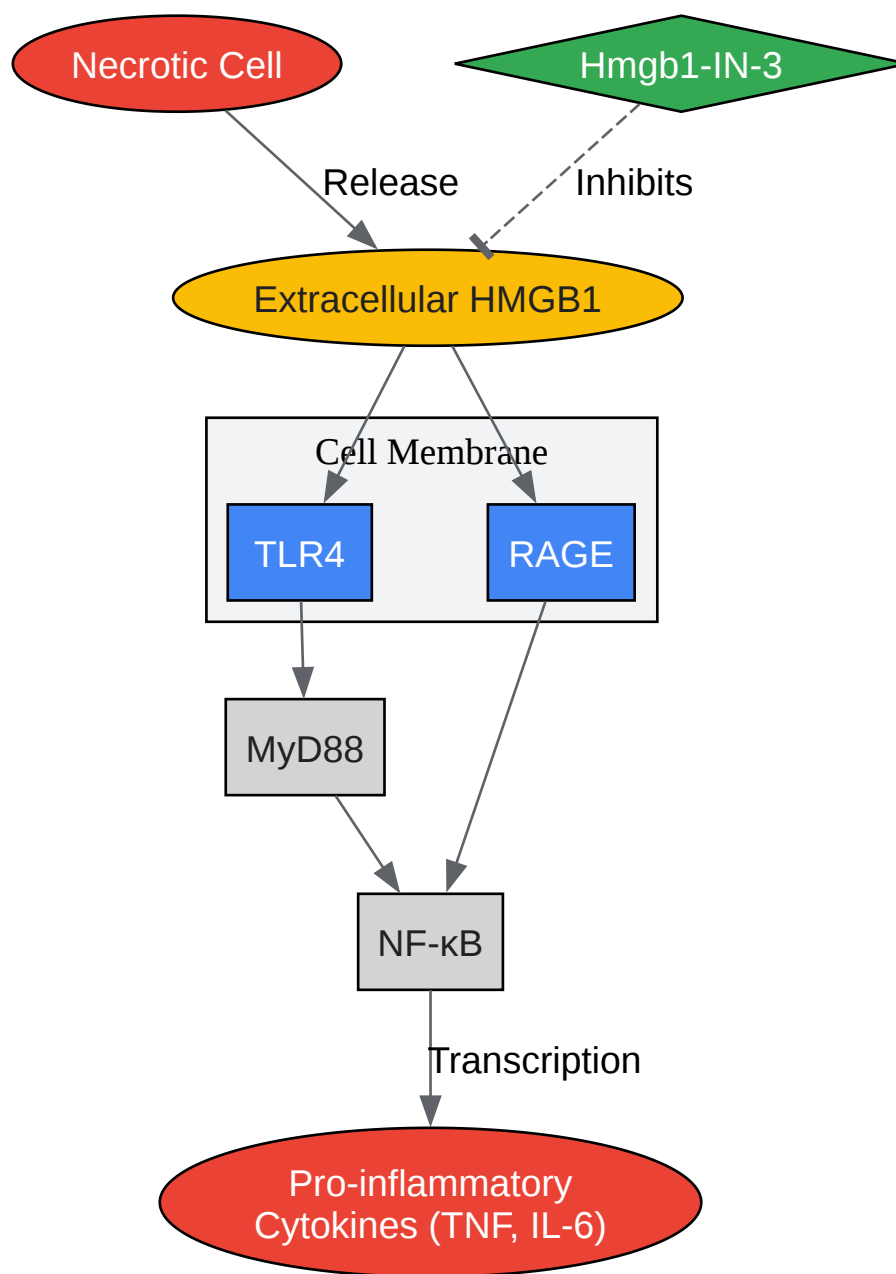 Necrotic Cell
Hmgb1-IN-3
Release
Inhibits
Extracellular HMGB1
Cell Membrane
TLR4
RAGE
MyD88
NF-κB
Transcription
Pro-inflammatory
Cytokines (TNF, IL-6)